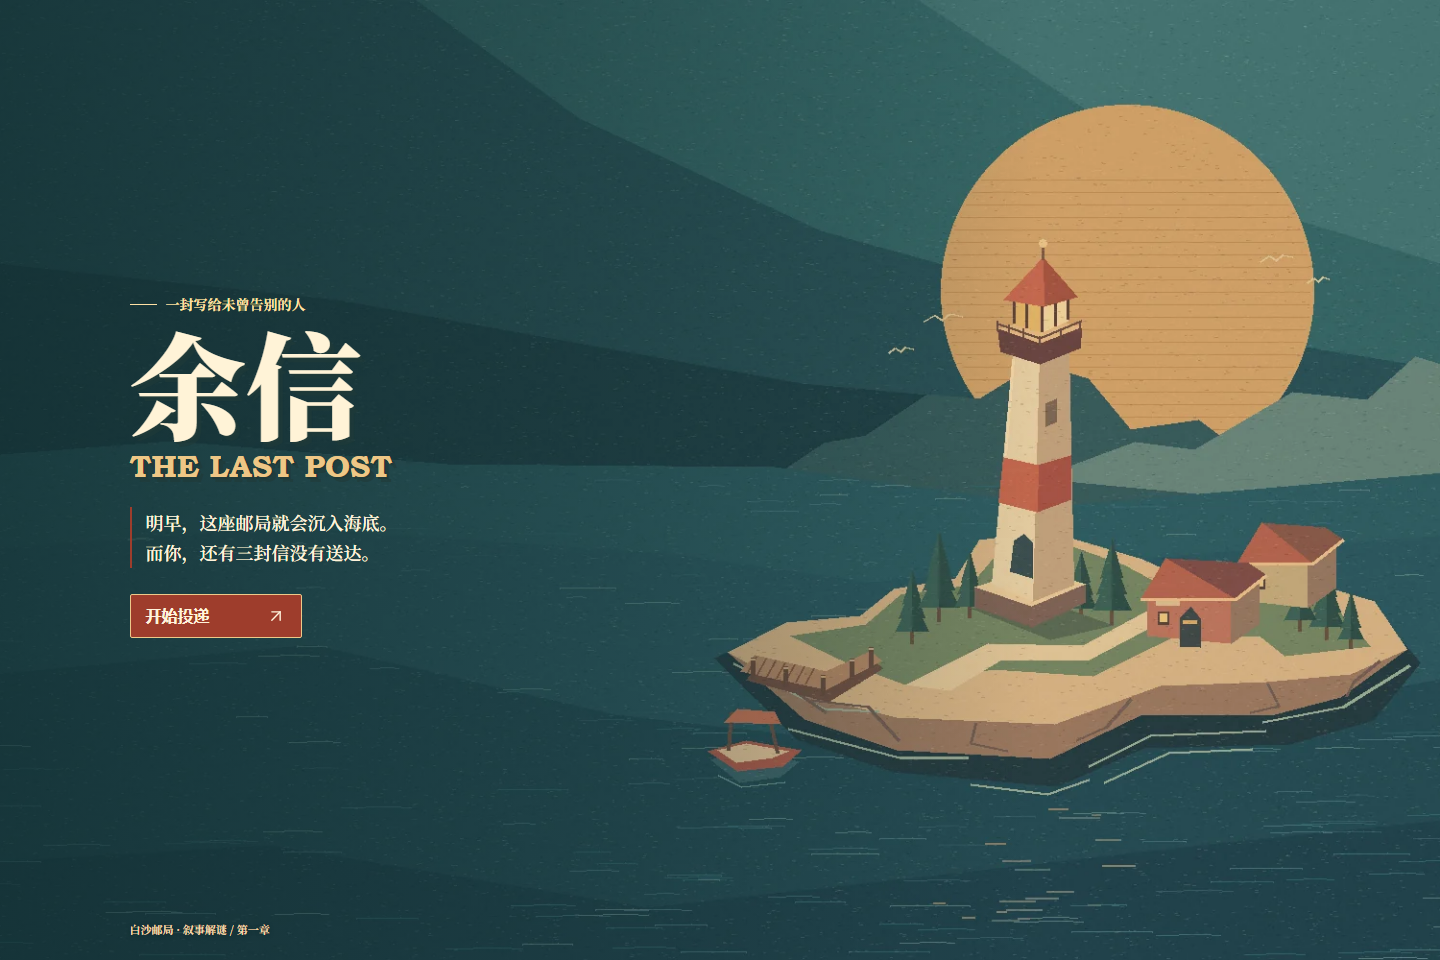 一封写给未曾告别的人
余信
THE LAST POST
明早，这座邮局就会沉入海底。
而你，还有三封信没有送达。
开始投递
白沙邮局 · 叙事解谜 / 第一章